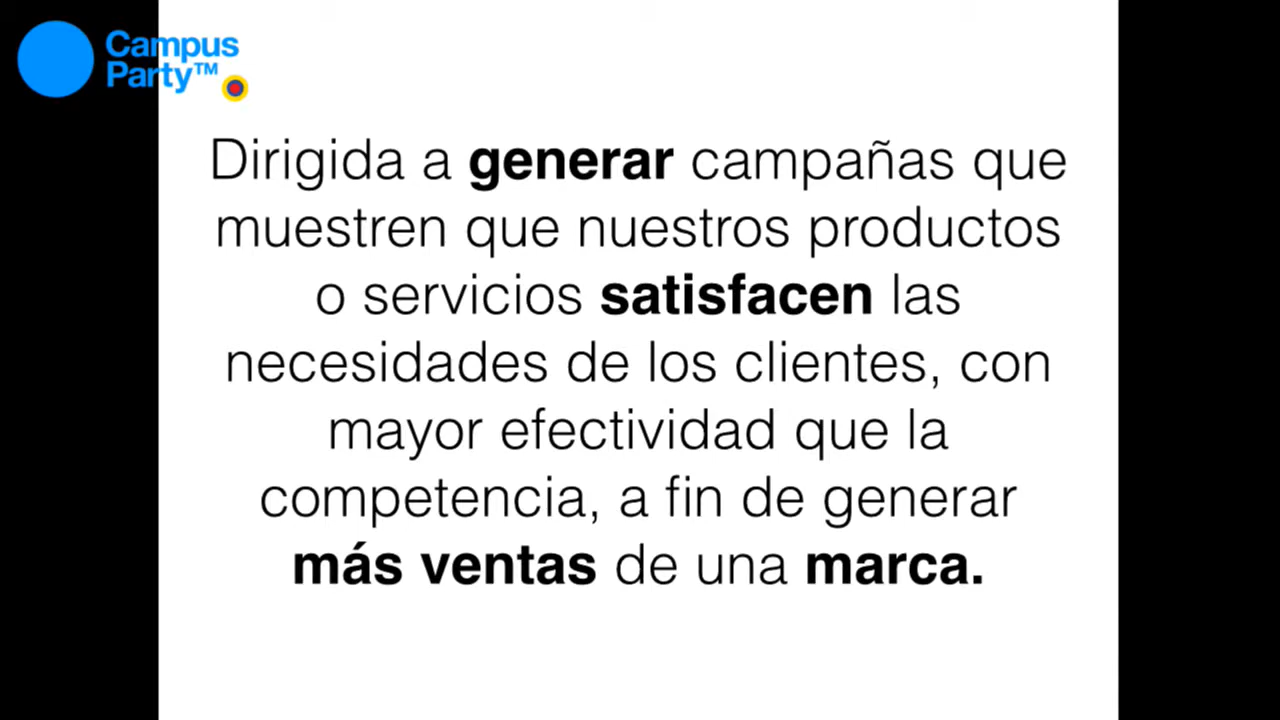 Campus
Party™
Dirigida a generar campañas que
muestren que nuestros productos
o servicios satisfacen las
necesidades de los clientes, con
mayor efectividad que la
competencia, a fin de generar
más ventas de una marca.